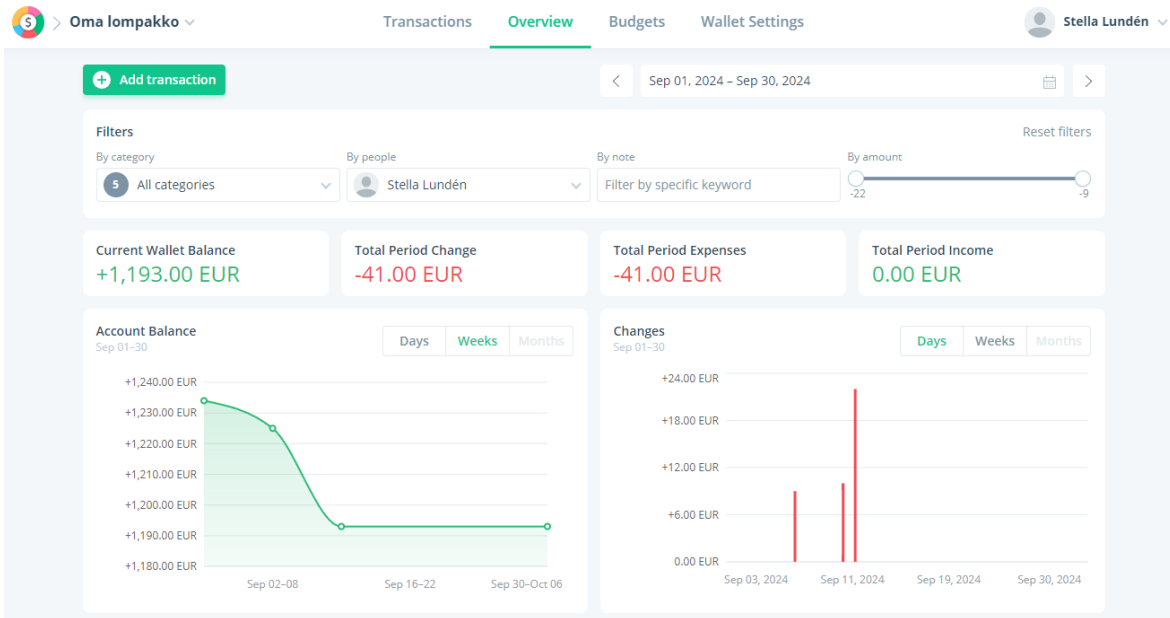 $ Oma lompakko Transactions Overview Budgets Wallet Settings Stella Lundén
Add transaction Sep 01, 2024 – Sep 30, 2024
Filters Reset filters
By category By people By note By amount
5 All categories Stella Lundén Filter by specific keyword
-22 -9
Current Wallet Balance Total Period Change Total Period Expenses Total Period Income
+1,193.00 EUR -41.00 EUR -41.00 EUR 0.00 EUR
Account Balance
Sep 01–30
Days Weeks Months
+1,240.00 EUR
+1,230.00 EUR
+1,220.00 EUR
+1,210.00 EUR
+1,200.00 EUR
+1,190.00 EUR
+1,180.00 EUR
Sep 02–08 Sep 16–22 Sep 30–Oct 06
Changes
Sep 01–30
Days Weeks Months
+24.00 EUR
+18.00 EUR
+12.00 EUR
+6.00 EUR
0.00 EUR
Sep 03, 2024 Sep 11, 2024 Sep 19, 2024 Sep 30, 2024